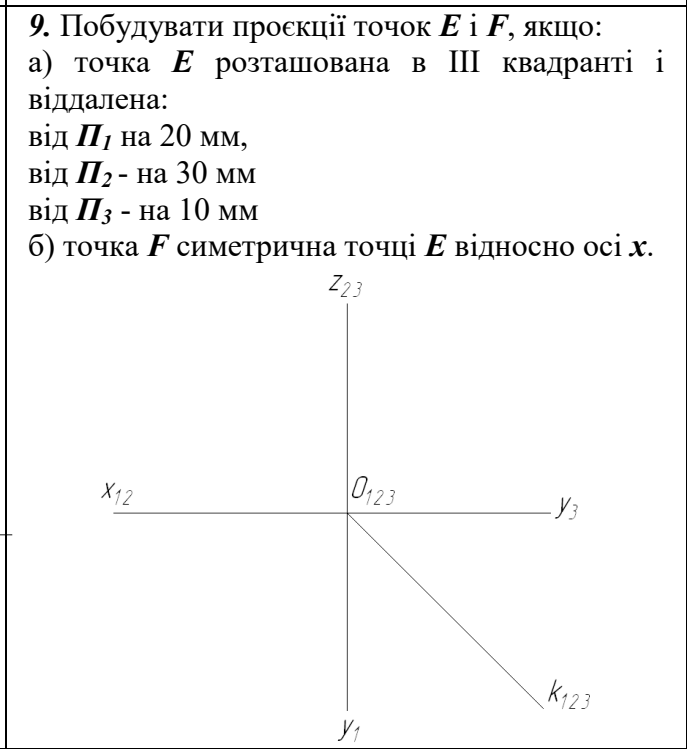 9. Побудувати проєкції точок E і F, якщо:
а) точка E розташована в III квадранті і
віддалена:
від П1 на 20 мм,
від П2 - на 30 мм
від П3 - на 10 мм
б) точка F симетрична точці E відносно осі x.
z23
x12
O123
y3
k123
y1